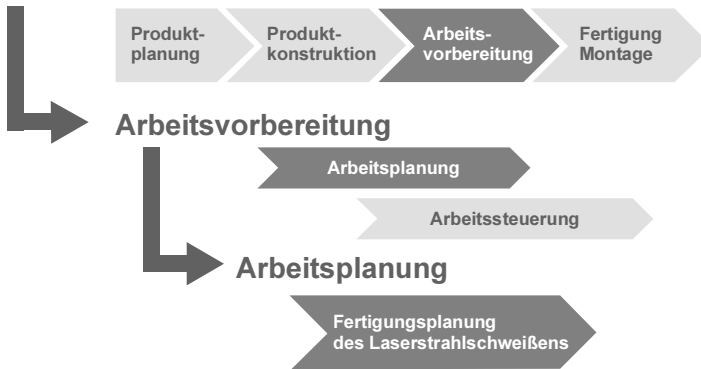 Produkt-
planung
Produkt-
konstruktion
Arbeits-
vorbereitung
Fertigung
Montage
Arbeitsvorbereitung
Arbeitsplanung
Arbeitssteuerung
Arbeitsplanung
Fertigungsplanung
des Laserstrahlschweißens